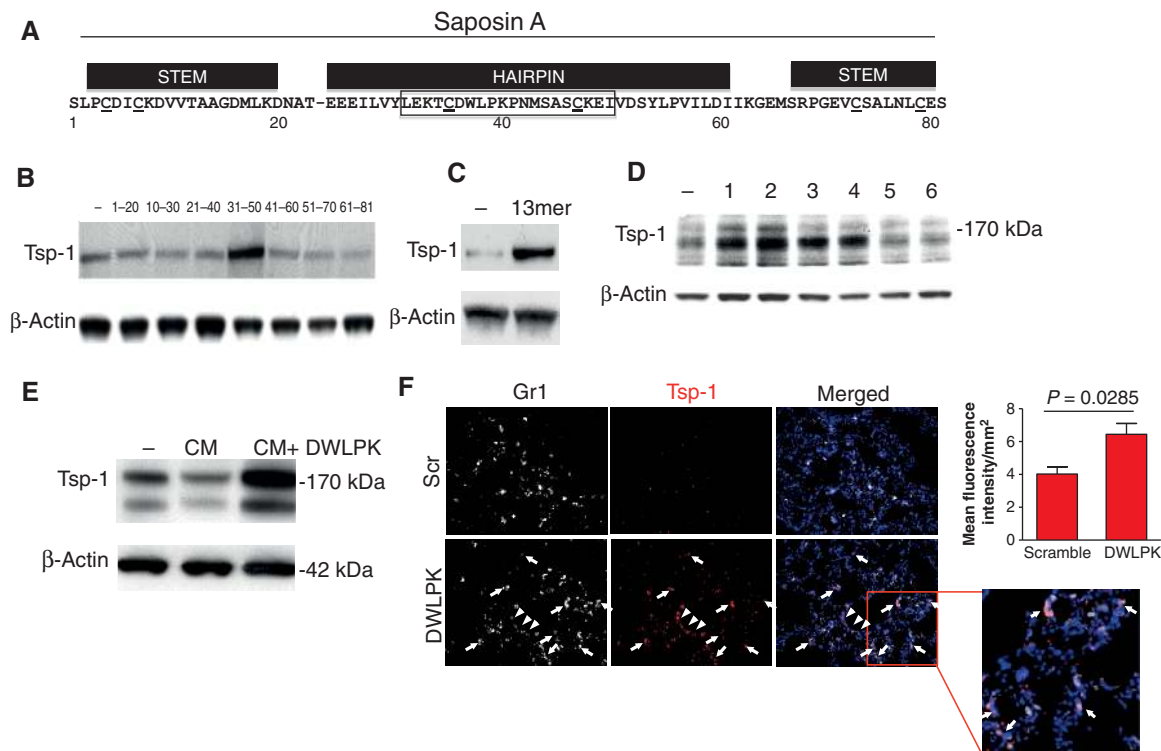 A
Saposin A
STEM HAIRPIN STEM
SLPCDICKDVVTAAGDMLKDNAT-EEEILVYLEKTCDWLPKPNMSASCKEIVDSYLPVILDIIKGEMSRPGEVCSALNLCES
1 20 40 60 80
B
– 1–20 10–30 21–40 31–50 41–60 51–70 61–81
Tsp-1
β-Actin
C
– 13mer
Tsp-1
β-Actin
D
– 1 2 3 4 5 6
Tsp-1 -170 kDa
β-Actin
E
– CM CM+ DWLPK
Tsp-1 -170 kDa
β-Actin -42 kDa
F
Gr1 Tsp-1 Merged
Scr
DWLPK
P = 0.0285
Mean fluorescence
intensity/mm²
8
6
4
2
0
Scramble DWLPK